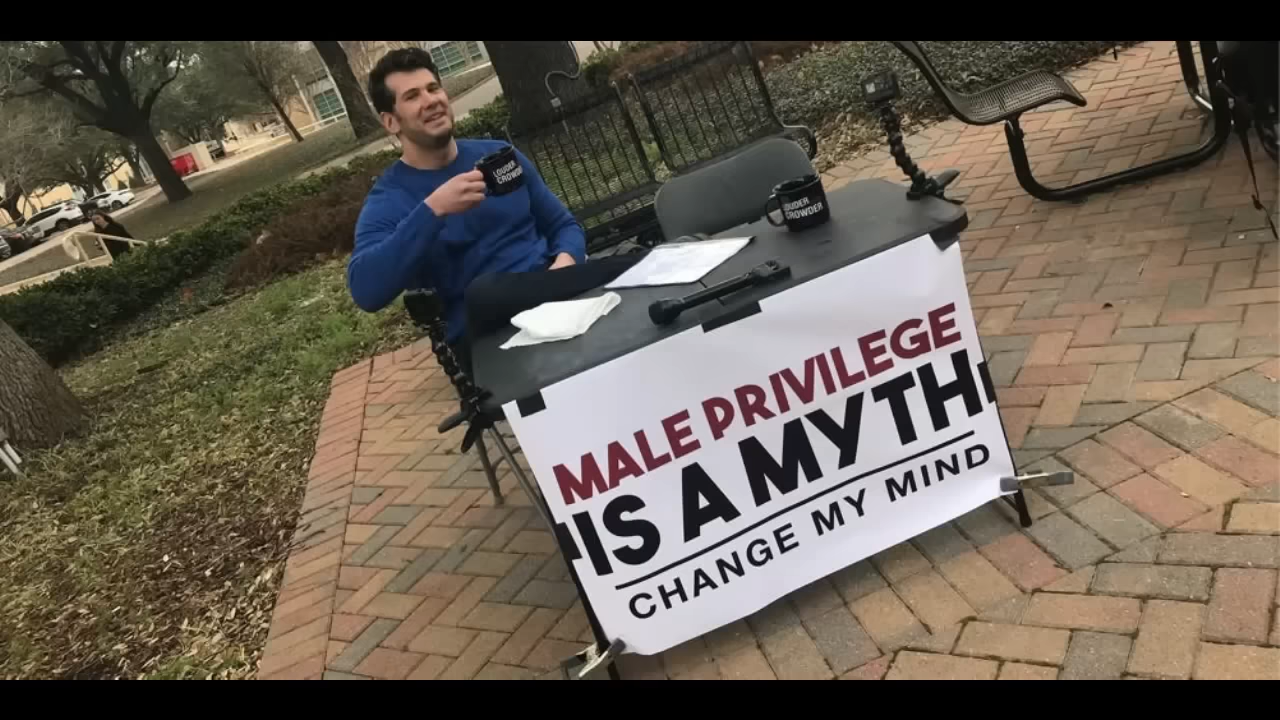 LOUDER
CROWDER
LOUDER
CROWDER
MALE PRIVILEGE
IS A MYTH
CHANGE MY MIND